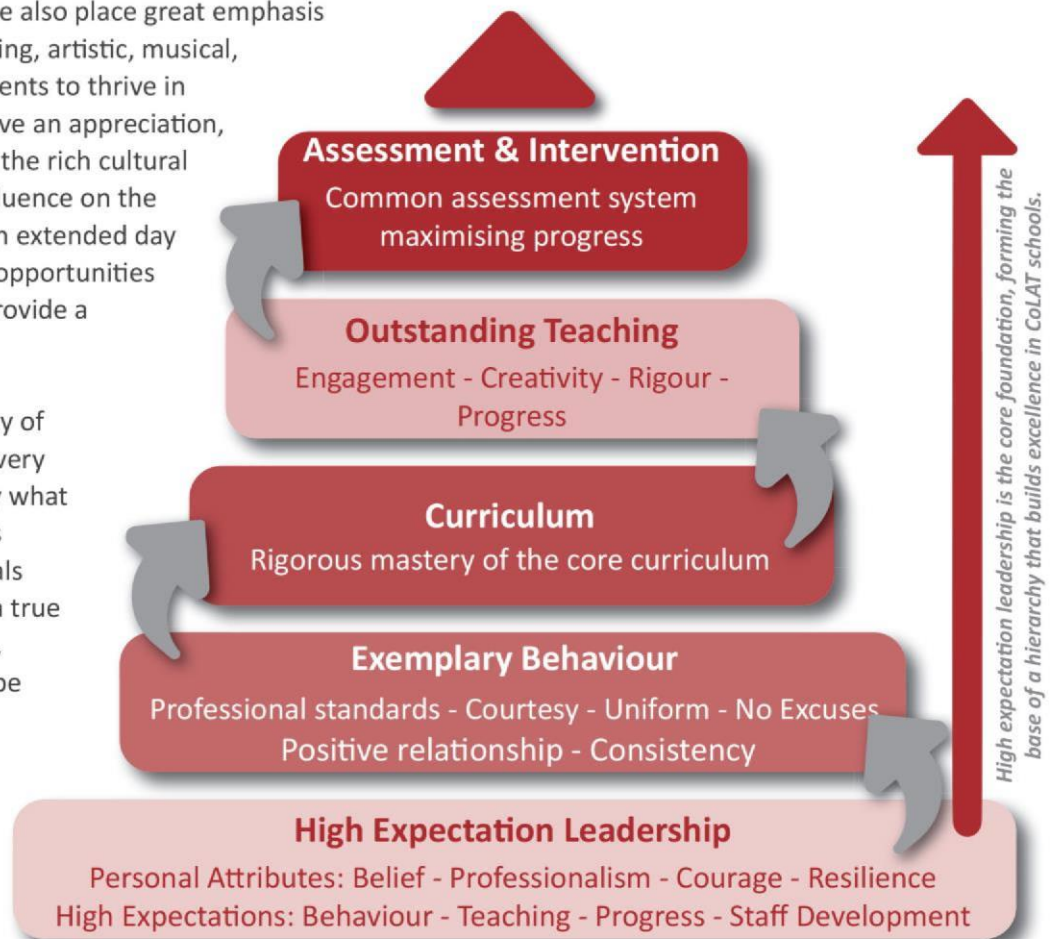 e also place great emphasis
ing, artistic, musical,
ents to thrive in
ve an appreciation,
the rich cultural
luence on the
n extended day
opportunities
rovide a
y of
very
what
als
true
Assessment & Intervention
Common assessment system
maximising progress
Outstanding Teaching
Engagement - Creativity - Rigour -
Progress
Curriculum
Rigorous mastery of the core curriculum
Exemplary Behaviour
Professional standards - Courtesy - Uniform - No Excuses
Positive relationship - Consistency
High Expectation Leadership
Personal Attributes: Belief - Professionalism - Courage - Resilience
High Expectations: Behaviour - Teaching - Progress - Staff Development
High expectation leadership is the core foundation, forming the
base of a hierarchy that builds excellence in CoLAT schools.